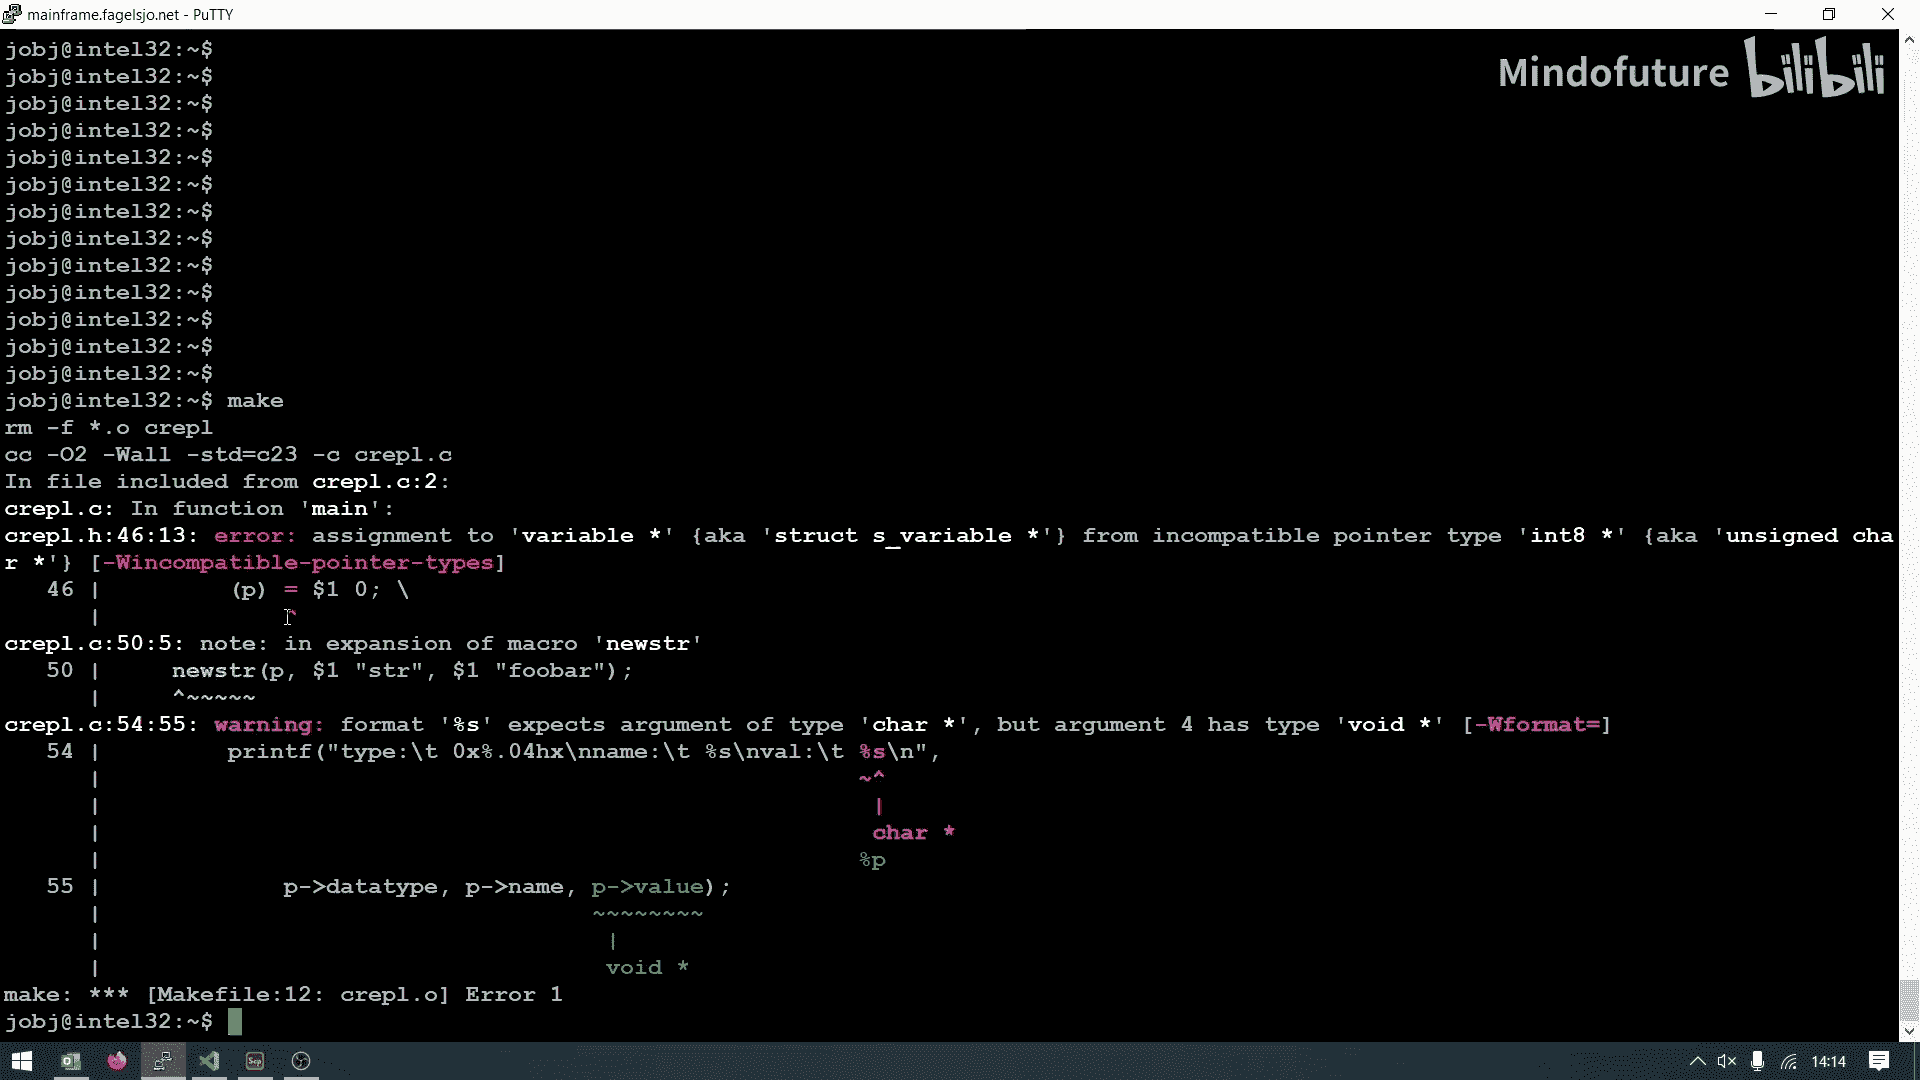 mainframe.fagelsjo.net - PuTTY
Mindofuture bilibili
jobj@intel32:~$
jobj@intel32:~$
jobj@intel32:~$
jobj@intel32:~$
jobj@intel32:~$
jobj@intel32:~$
jobj@intel32:~$
jobj@intel32:~$
jobj@intel32:~$
jobj@intel32:~$
jobj@intel32:~$
jobj@intel32:~$
jobj@intel32:~$
jobj@intel32:~$ make
rm -f *.o crepl
cc -O2 -Wall -std=c23 -c crepl.c
In file included from crepl.c:2:
crepl.c: In function 'main':
crepl.h:46:13: error: assignment to 'variable *' {aka 'struct s_variable *'} from incompatible pointer type 'int8 *' {aka 'unsigned cha
r *'} [-Wincompatible-pointer-types]
46 | (p) = $1 0; \
| ^
crepl.c:50:5: note: in expansion of macro 'newstr'
50 | newstr(p, $1 "str", $1 "foobar");
| ^~~~~~
crepl.c:54:55: warning: format '%s' expects argument of type 'char *', but argument 4 has type 'void *' [-Wformat=]
54 | printf("type:\t 0x%.04hx\nname:\t %s\nval:\t %s\n",
| ~^
| |
| char *
| %p
55 | p->datatype, p->name, p->value);
| ~~~~~~~~
| |
| void *
make: *** [Makefile:12: crepl.o] Error 1
jobj@intel32:~$
14:14